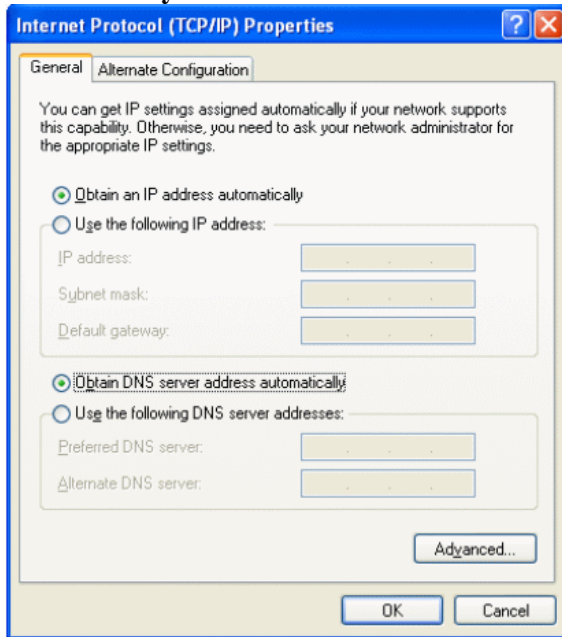 Internet Protocol (TCP/IP) Properties
General
Alternate Configuration
You can get IP settings assigned automatically if your network supports
this capability. Otherwise, you need to ask your network administrator for
the appropriate IP settings.
Obtain an IP address automatically
Use the following IP address:
IP address:
Subnet mask:
Default gateway:
Obtain DNS server address automatically
Use the following DNS server addresses:
Preferred DNS server:
Alternate DNS server:
Advanced...
OK
Cancel